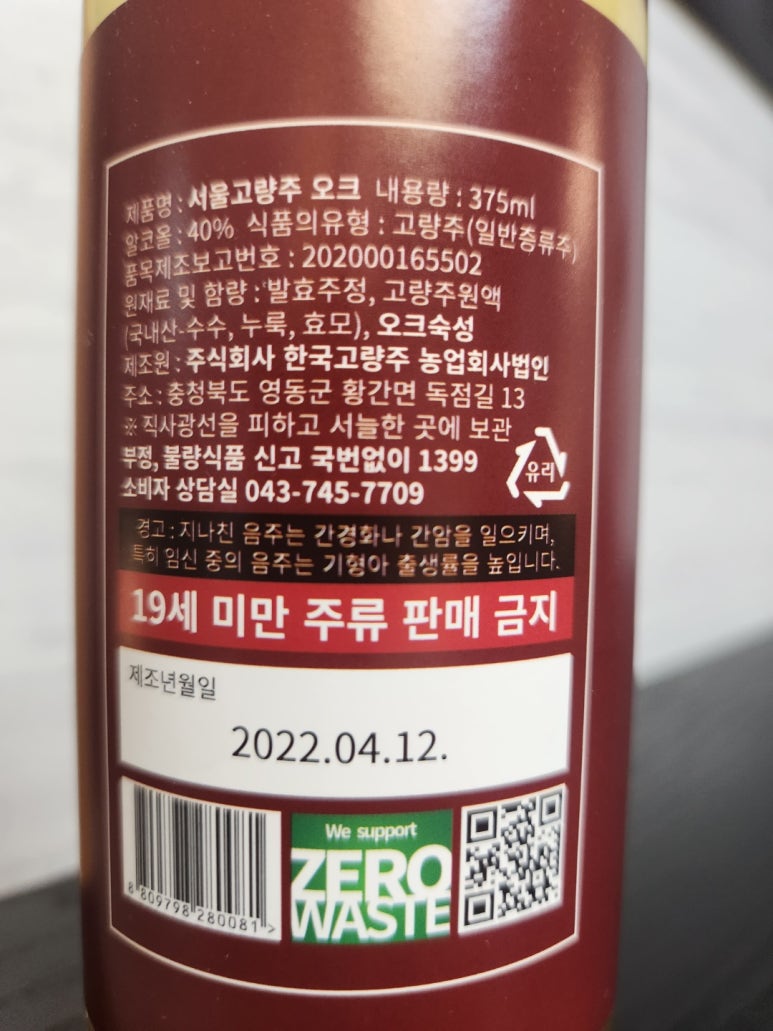 제품명 : 서울고량주 오크 내용량 : 375ml
알코올 : 40% 식품의유형 : 고량주(일반증류주)
품목제조보고번호 : 202000165502
원재료 및 함량 : 발효주정, 고량주원액
(국내산-수수, 누룩, 효모), 오크숙성
제조원 : 주식회사 한국고량주 농업회사법인
주소 : 충청북도 영동군 황간면 독점길 13
※ 직사광선을 피하고 서늘한 곳에 보관
부정, 불량식품 신고 국번없이 1399
유리
소비자 상담실 043-745-7709
경고 : 지나친 음주는 간경화나 간암을 일으키며,
특히 임신 중의 음주는 기형아 출생률을 높입니다.
19세 미만 주류 판매 금지
제조년월일
2022.04.12.
We support
ZERO
WASTE
8 809798 280081 >